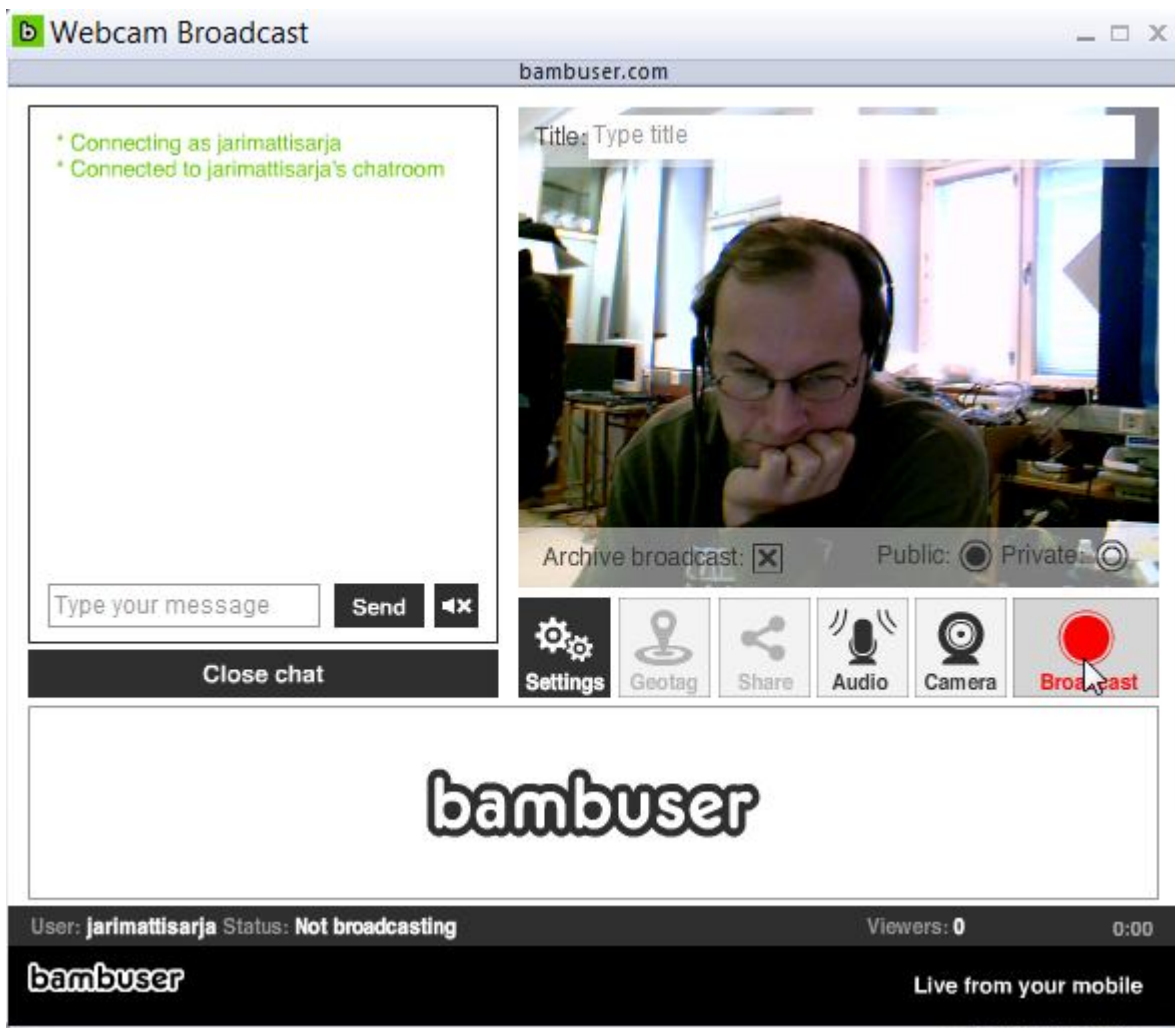 Webcam Broadcast
bambuser.com
* Connecting as jarimattisarja
* Connected to jarimattisarja's chatroom
Type your message
Send
Close chat
Title: Type title
Archive broadcast:
Public:
Private:
Settings
Geotag
Share
Audio
Camera
Broadcast
bambuser
User: jarimattisarja Status: Not broadcasting
Viewers: 0
0:00
bambuser
Live from your mobile